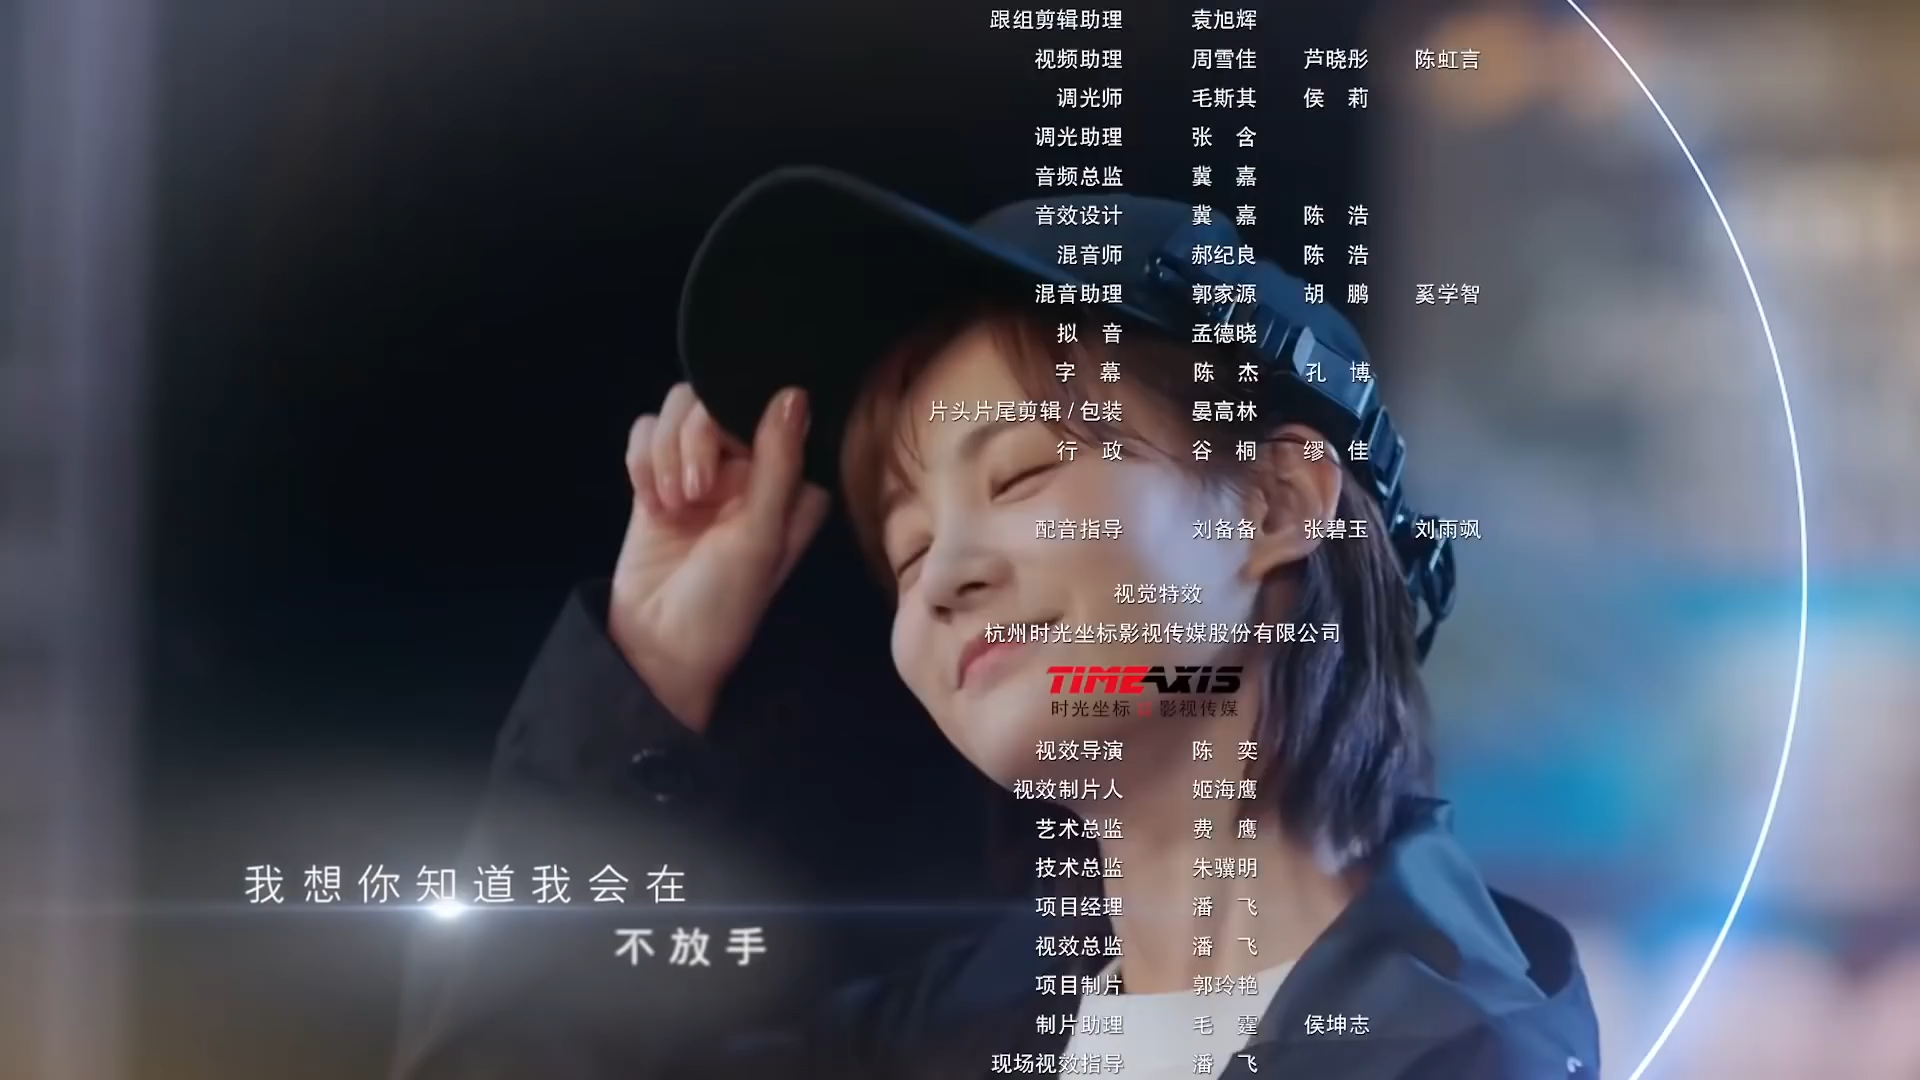 跟组剪辑助理 袁旭辉
视频助理 周雪佳 芦晓彤 陈虹言
调光师 毛斯其 侯 莉
调光助理 张 含
音频总监 冀 嘉
音效设计 冀 嘉 陈 浩
混音师 郝纪良 陈 浩
混音助理 郭家源 胡 鹏 奚学智
拟 音 孟德晓
字 幕 陈 杰 孔 博
片头片尾剪辑 / 包装 晏高林
行 政 谷 桐 缪 佳
配音指导 刘备备 张碧玉 刘雨飒
视觉特效
杭州时光坐标影视传媒股份有限公司
TIMEAXIS
时光坐标 影视传媒
视效导演 陈 奕
视效制片人 姬海鹰
艺术总监 费 鹰
技术总监 朱骥明
项目经理 潘 飞
视效总监 潘 飞
项目制片 郭玲艳
制片助理 毛 霆 侯坤志
现场视效指导 潘 飞
我想你知道我会在
不放手